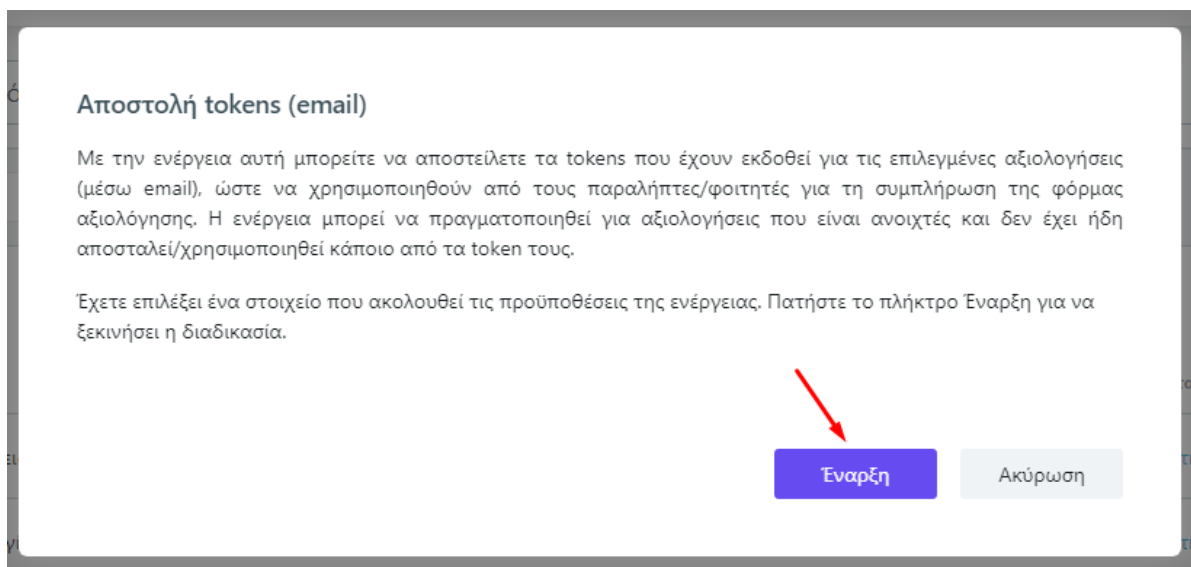 Αποστολή tokens (email)
Με την ενέργεια αυτή μπορείτε να αποστείλετε τα tokens που έχουν εκδοθεί για τις επιλεγμένες αξιολογήσεις
(μέσω email), ώστε να χρησιμοποιηθούν από τους παραλήπτες/φοιτητές για τη συμπλήρωση της φόρμας
αξιολόγησης. Η ενέργεια μπορεί να πραγματοποιηθεί για αξιολογήσεις που είναι ανοιχτές και δεν έχει ήδη
αποσταλεί/χρησιμοποιηθεί κάποιο από τα token τους.
Έχετε επιλέξει ένα στοιχείο που ακολουθεί τις προϋποθέσεις της ενέργειας. Πατήστε το πλήκτρο Έναρξη για να
ξεκινήσει η διαδικασία.
Έναρξη
Ακύρωση